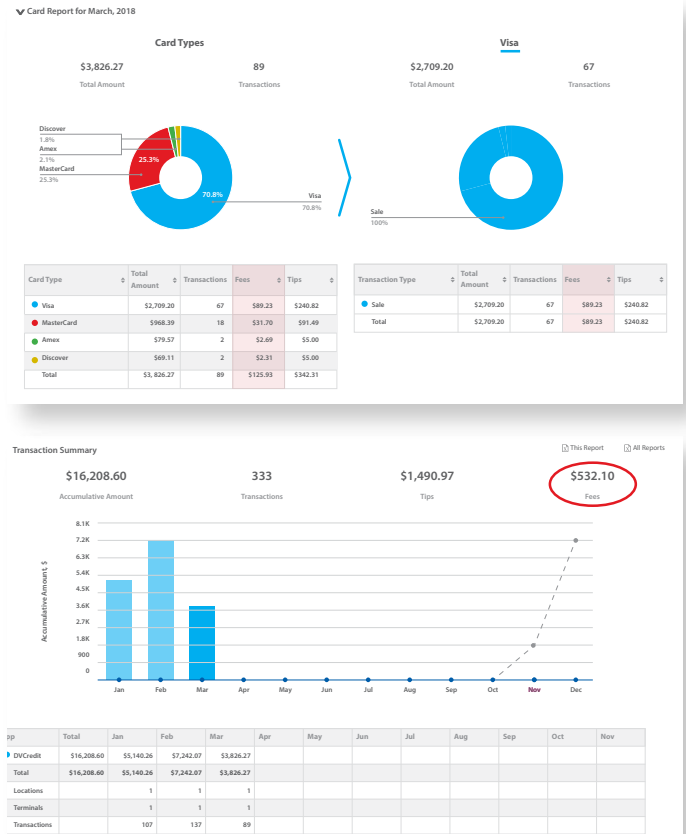 Card Report for March, 2018
Card Types
Visa
$3,826.27 89 $2,709.20 67
Total Amount Transactions Total Amount Transactions
Discover
1.8%
Amex
2.1%
MasterCard
25.3%
25.3%
70.8%
Visa
70.8%
Sale
100%
Card Type Total Amount Transactions Fees Tips
Visa $2,709.20 67 $89.23 $240.82
MasterCard $968.39 18 $31.70 $91.49
Amex $79.57 2 $2.69 $5.00
Discover $69.11 2 $2.31 $5.00
Total $3, 826.27 89 $125.93 $342.31
Transaction Type Total Amount Transactions Fees Tips
Sale $2,709.20 67 $89.23 $240.82
Total $2,709.20 67 $89.23 $240.82
Transaction Summary
This Report All Reports
$16,208.60 333 $1,490.97 $532.10
Accumulative Amount Transactions Tips Fees
Accumulative Amount, $
8.1K
7.2K
6.3K
5.4K
4.5K
3.6K
2.7K
1.8K
900
0
Jan Feb Mar Apr May Jun Jul Aug Sep Oct Nov Dec
ep Total Jan Feb Mar Apr May Jun Jul Aug Sep Oct Nov
DVCredit $16,208.60 $5,140.26 $7,242.07 $3,826.27
Total $16,208.60 $5,140.26 $7,242.07 $3,826.27
Locations 1 1 1
Terminals 1 1 1
Transactions 107 137 89